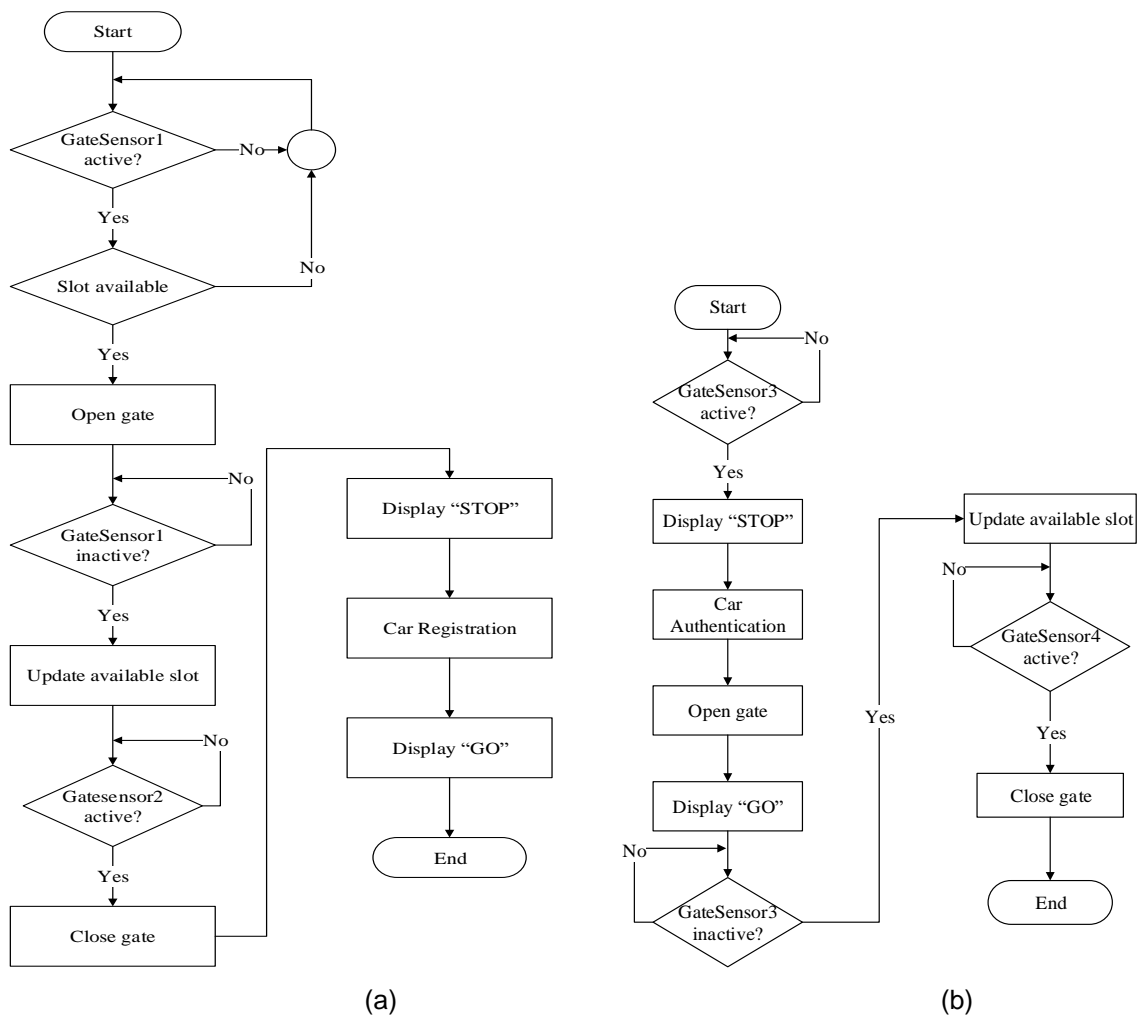 Start
GateSensor1
active?
No
Yes
Slot available
No
Yes
Open gate
No
GateSensor1
inactive?
Yes
Update available slot
No
Gatesensor2
active?
Yes
Close gate
Display “STOP”
Car Registration
Display “GO”
End
(a)
Start
No
GateSensor3
active?
Yes
Display “STOP”
Car
Authentication
Open gate
Display “GO”
No
GateSensor3
inactive?
Yes
Update available slot
No
GateSensor4
active?
Yes
Close gate
End
(b)